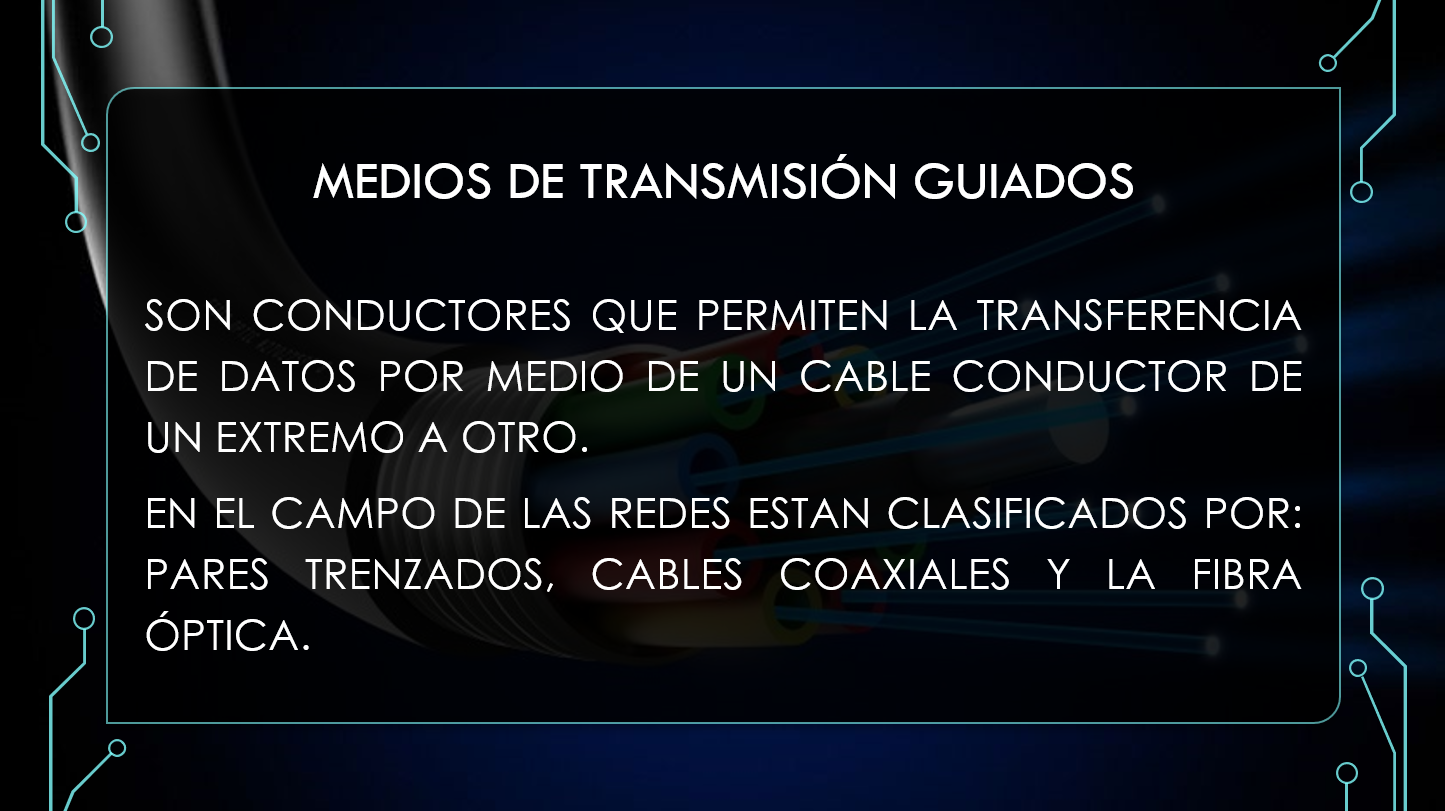 MEDIOS DE TRANSMISIÓN GUIADOS
SON CONDUCTORES QUE PERMITEN LA TRANSFERENCIA
DE DATOS POR MEDIO DE UN CABLE CONDUCTOR DE
UN EXTREMO A OTRO.
EN EL CAMPO DE LAS REDES ESTAN CLASIFICADOS POR:
PARES TRENZADOS, CABLES COAXIALES Y LA FIBRA
ÓPTICA.